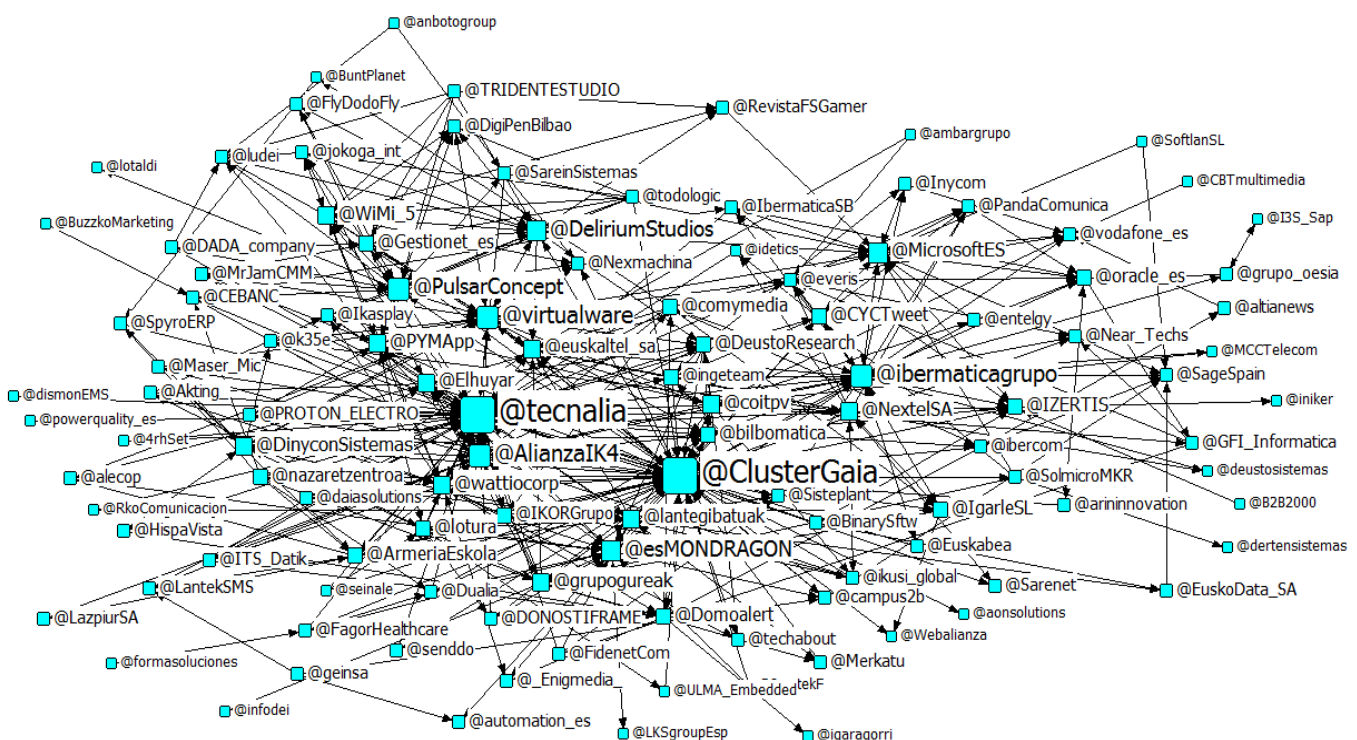 @anbotogroup
@BuntPlanet
@TRIDENTESTUDIO
@FlyDodoFly
@RevistaFSGamer
@DigiPenBilbao
@ambargrupo
@SoftlanSL
@ludei
@jokoga_int
@lotaldi
@SareinSistemas
@Inycom
@CBTmultimedia
@todologic
@IbermaticaSB
@PandaComunica
@WiMi_5
@BuzzkoMarketing
@I3S_Sap
@DeliriumStudios
@vodafone_es
@DADA_company
@Gestionet_es
@idetics
@MicrosoftES
@Nexmachina
@MrJamCMM
@everis
@oracle_es
@grupo_oesia
@PulsarConcept
@CEBANC
@comymedia
@altianews
@Ikasplay
@virtualware
@CYCTweet
@entelgy
@SpyroERP
@k35e
@PYMApp
@euskaltel_sa
@DeustoResearch
@Near_Techs
@MCCTelecom
@Maser_Mic
@ingeteam
@ibermaticagrupo
@SageSpain
@Elhuyar
@dismonEMS
@Akting
@iniker
@coitpv
@NextelSA
@IZERTIS
@powerquality_es
@PROTON_ELECTRO
@tecnalia
@4rhSet
@bilbomatica
@DinyconSistemas
@ibercom
@GFI_Informatica
@AlianzaIK4
@deustosistemas
@alecop
@nazaretzentroa
@ClusterGaia
@SolmicroMKR
@wattiocorp
@daiasolutions
@Sisteplant
@B2B2000
@RkoComunicacion
@arininnovation
@IKORGrupo
@lantegibatuak
@IgarleSL
@HispaVista
@lotura
@BinarySftw
@dertensistemas
@ITS_Datik
@ArmeriaEskola
@esMONDRAGON
@Euskabea
@LantekSMS
@seinale
@Dualia
@grupogureak
@ikusi_global
@Sarenet
@EuskoData_SA
@campus2b
@LazpiurSA
@DONOSTIFRAME
@Domoalert
@aonsolutions
@FagorHealthcare
@Webalianza
@techabout
@senddo
@FidenetCom
@formasoluciones
@Merkatu
@geinsa
@_Enigmedia_
@ULMA_Embedded
@infodei
@automation_es
@LKSgroupEsp
@igaragorri